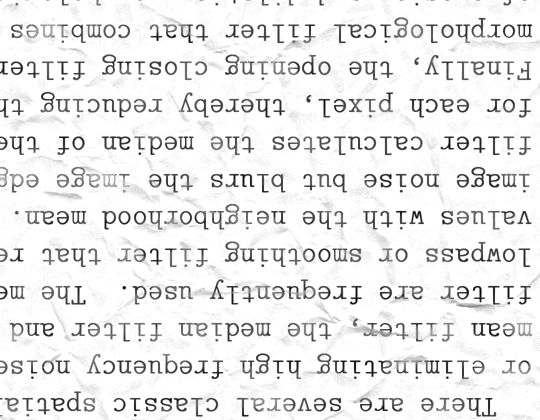 There are several classic spatia
or eliminating high frequency noise
mean filter, the median filter and
filter are frequently used. The me
lowpass or smoothing filter that re
values with the neighborhood mean.
image noise but blurs the image edg
filter calculates the median of the
for each pixel, thereby reducing th
Finally, the opening closing filter
morphological filter that combines